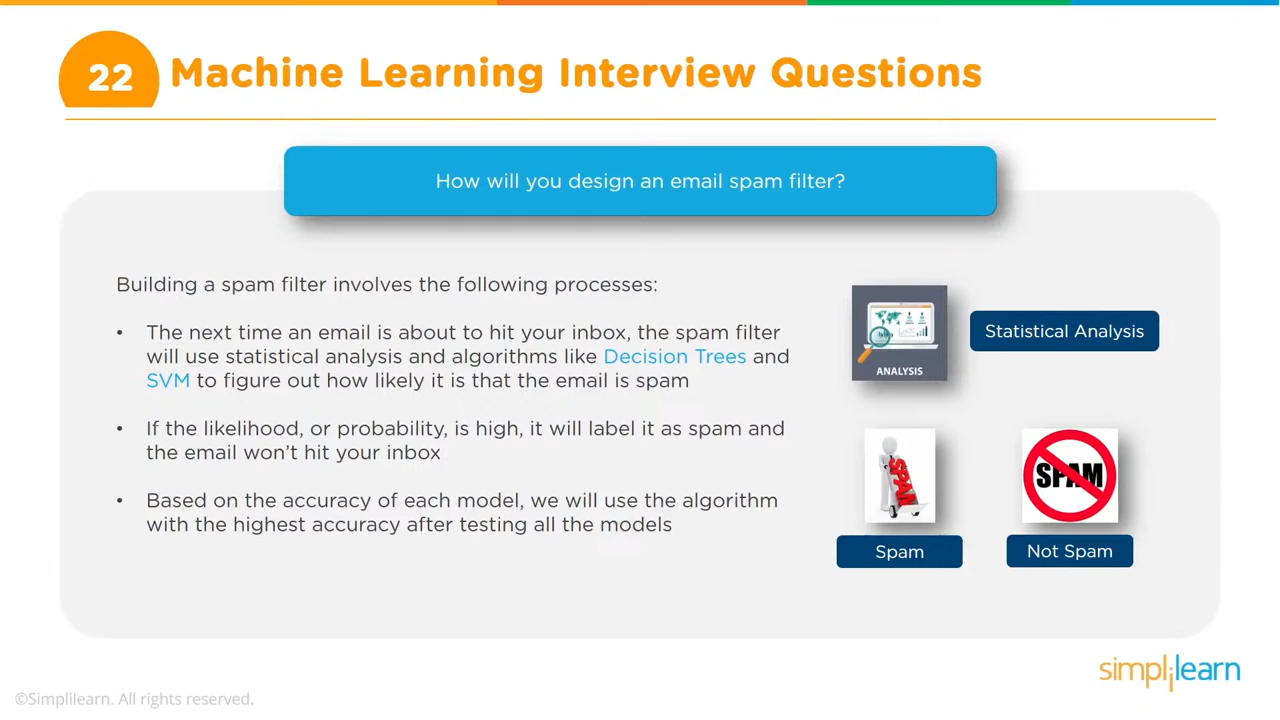 22
Machine Learning Interview Questions
How will you design an email spam filter?
Building a spam filter involves the following processes:
• The next time an email is about to hit your inbox, the spam filter
will use statistical analysis and algorithms like Decision Trees and
SVM to figure out how likely it is that the email is spam
• If the likelihood, or probability, is high, it will label it as spam and
the email won’t hit your inbox
• Based on the accuracy of each model, we will use the algorithm
with the highest accuracy after testing all the models
ANALYSIS
Statistical Analysis
SPAM
SPAM
Spam
Not Spam
simplilearn
©Simplilearn. All rights reserved.